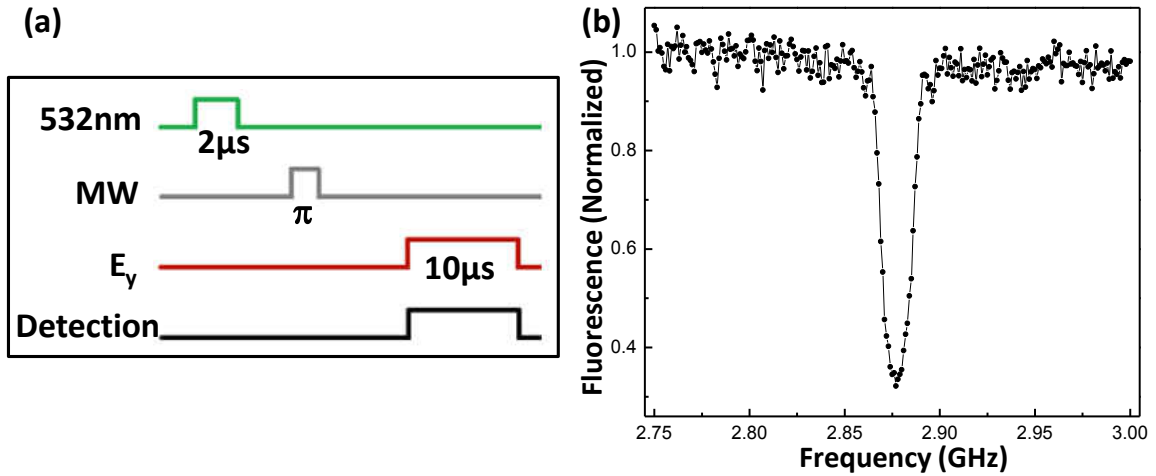 (a)
532nm
2μs
MW
π
E_y
10μs
Detection
(b)
Fluorescence (Normalized)
1.0
0.8
0.6
0.4
2.75 2.80 2.85 2.90 2.95 3.00
Frequency (GHz)